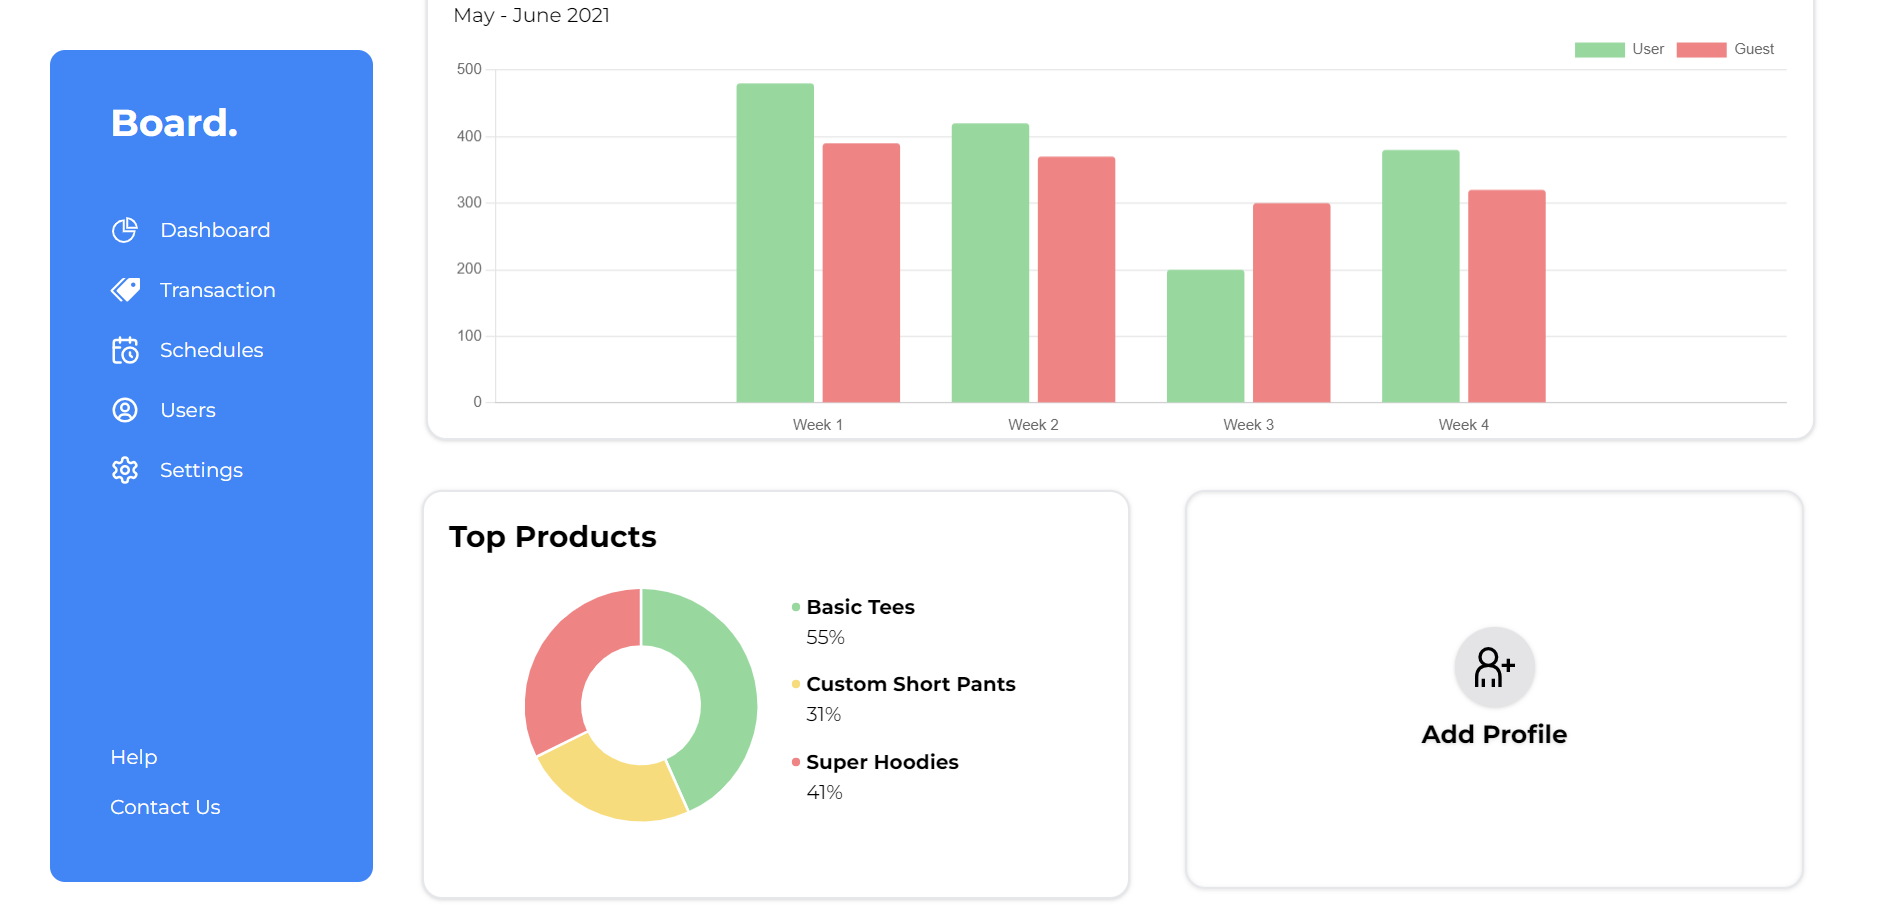 Board.
Dashboard
Transaction
Schedules
Users
Settings
Help
Contact Us
May - June 2021
User Guest
500
400
300
200
100
0
Week 1 Week 2 Week 3 Week 4
Top Products
Basic Tees
55%
Custom Short Pants
31%
Super Hoodies
41%
Add Profile